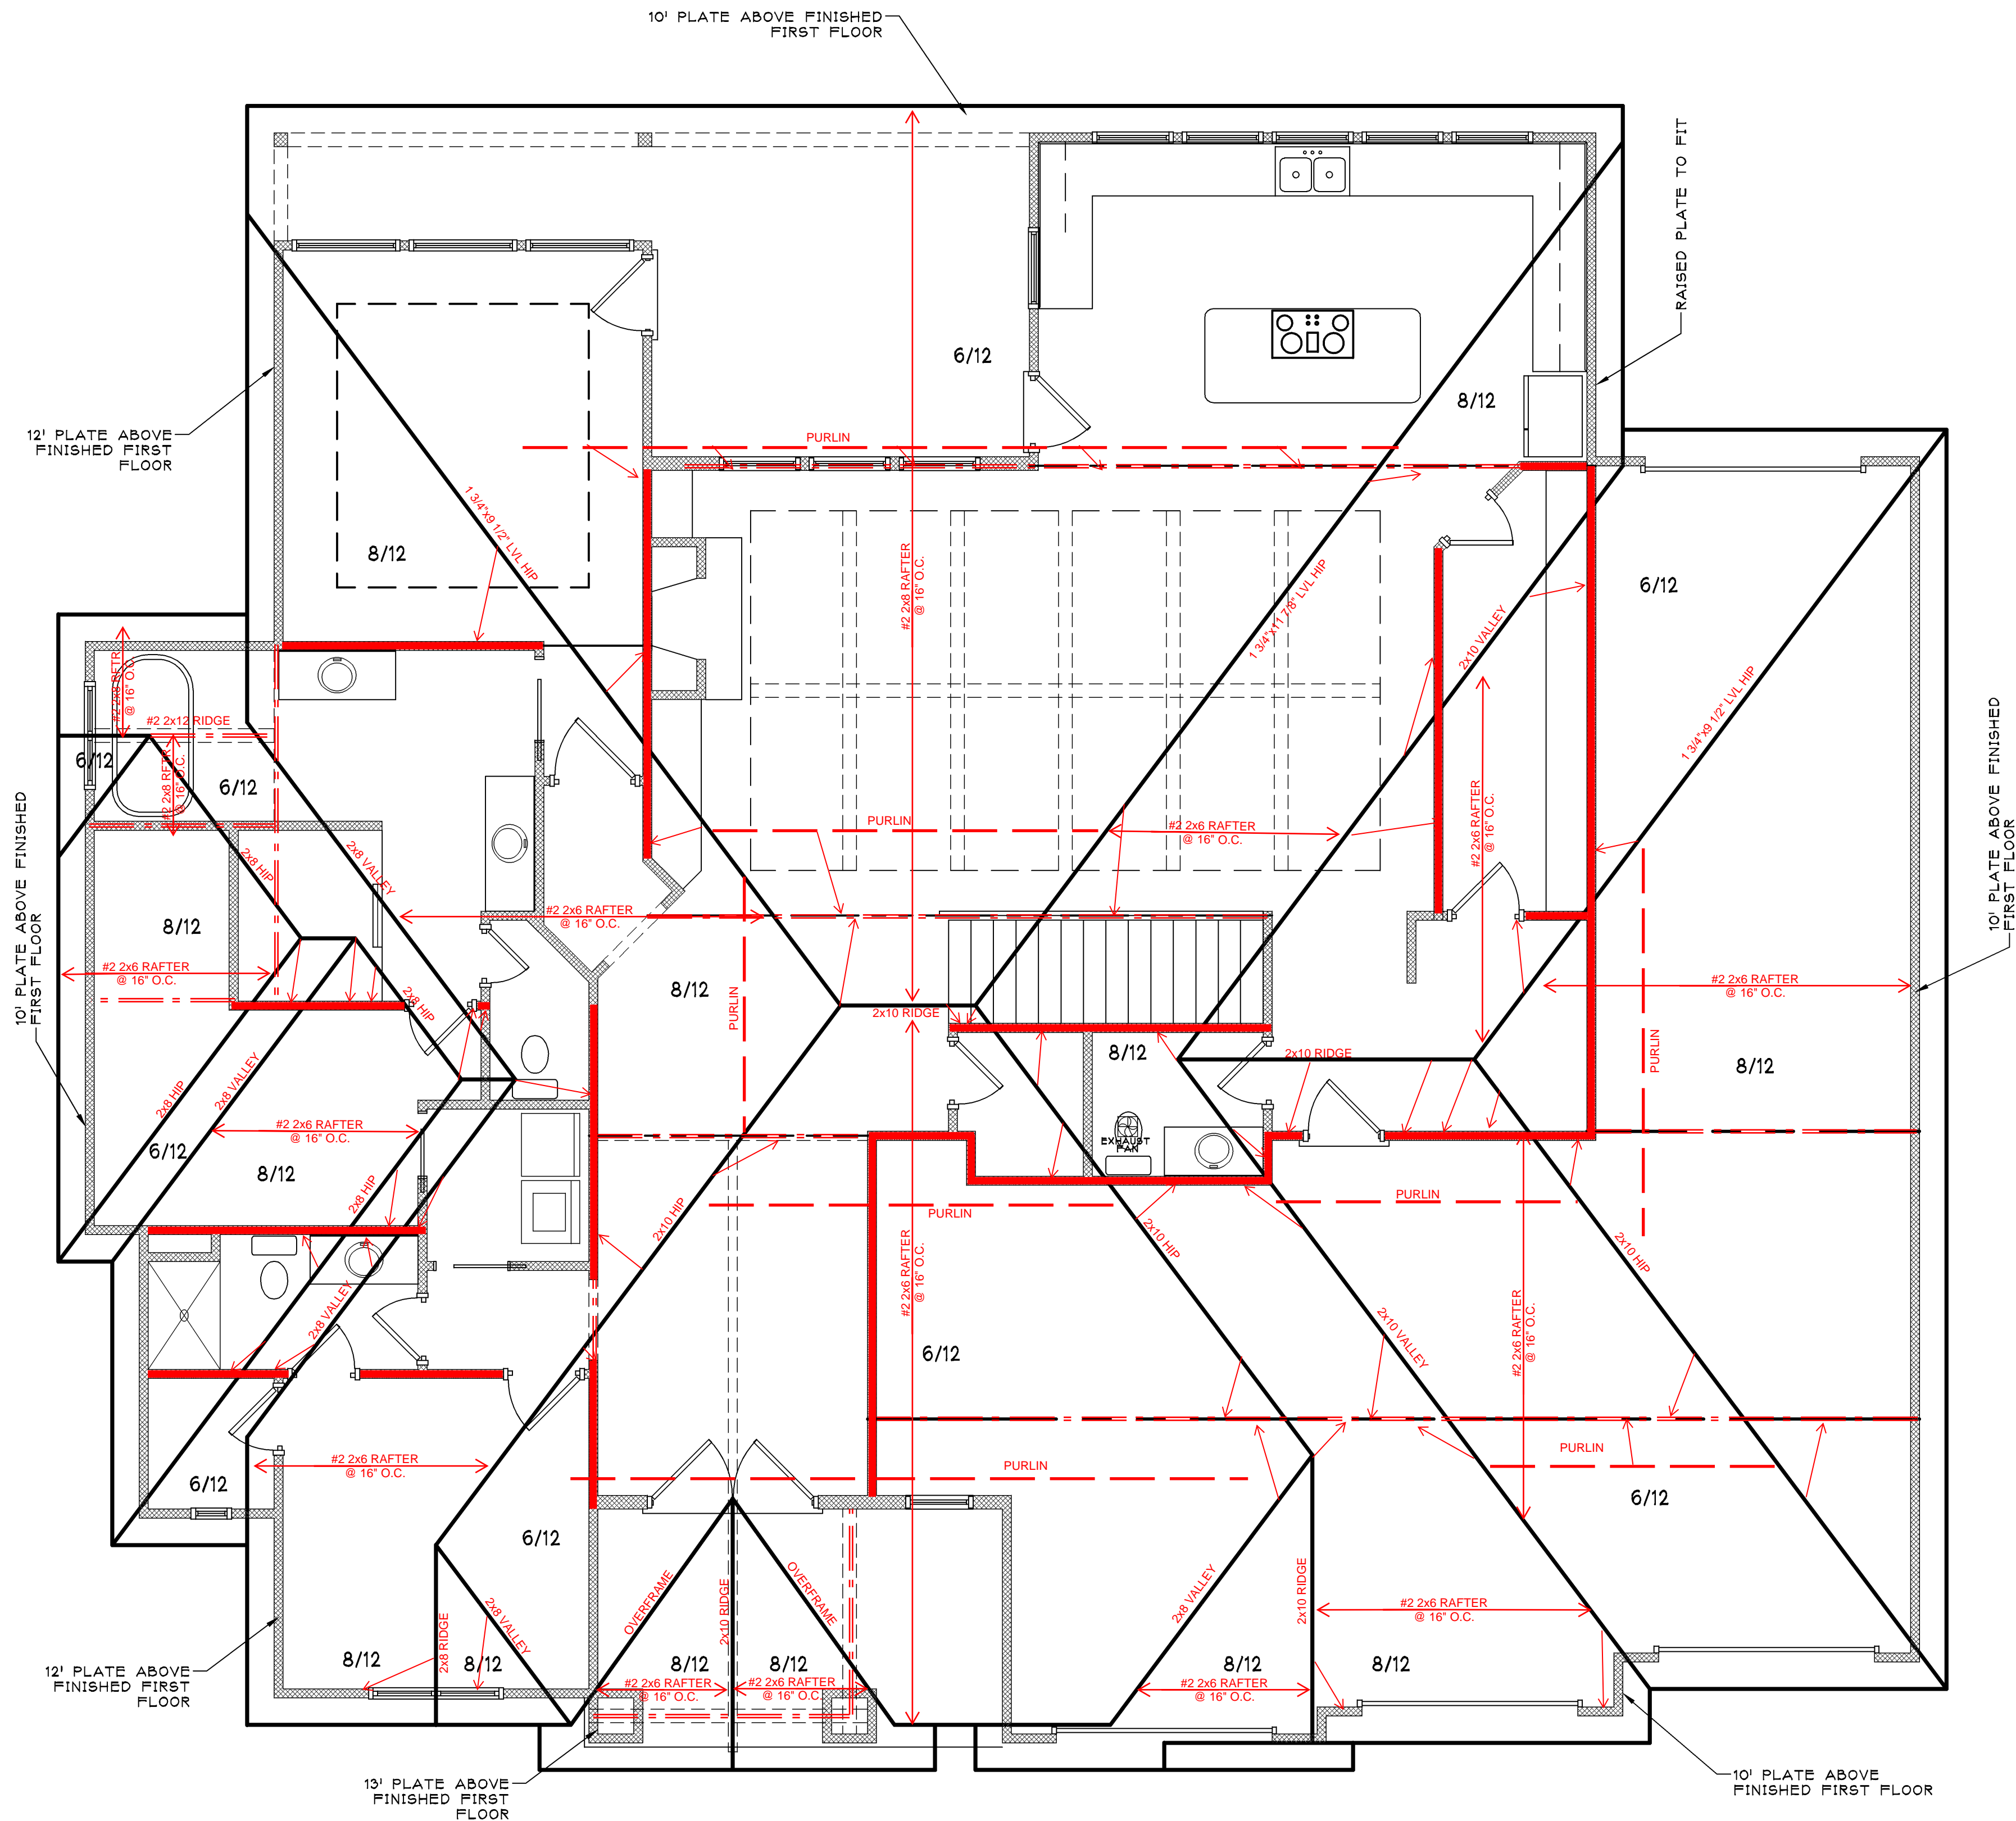 10' PLATE ABOVE FINISHED
FIRST FLOOR
RAISED PLATE TO FIT
6/12
8/12
12' PLATE ABOVE
FINISHED FIRST
FLOOR
PURLIN
1 3/4"x9 1/2" LVL HIP
8/12
#2 2x8 RAFTER
@ 16" O.C.
1 3/4"x11 7/8" LVL HIP
2x10 VALLEY
6/12
1 3/4"x9 1/2" LVL HIP
#2 2x8 RFTR
@ 16" O.C.
#2 2x12 RIDGE
6/12
#2 2x8 RFTR
@ 16" O.C.
6/12
10' PLATE ABOVE FINISHED
FIRST FLOOR
10' PLATE ABOVE FINISHED
FIRST FLOOR
PURLIN
#2 2x6 RAFTER
@ 16" O.C.
#2 2x6 RAFTER
@ 16" O.C.
2x8 HIP
2x8 VALLEY
8/12
#2 2x6 RAFTER
@ 16" O.C.
#2 2x6 RAFTER
@ 16" O.C.
2x8 HIP
8/12
PURLIN
2x10 RIDGE
#2 2x6 RAFTER
@ 16" O.C.
8/12
2x10 RIDGE
PURLIN
8/12
2x8 HIP
2x8 VALLEY
#2 2x6 RAFTER
@ 16" O.C.
6/12
8/12
2x8 HIP
EXHAUST
FAN
2x10 HIP
PURLIN
2x10 HIP
PURLIN
2x10 HIP
#2 2x6 RAFTER
@ 16" O.C.
2x8 VALLEY
6/12
2x10 VALLEY
#2 2x6 RAFTER
@ 16" O.C.
#2 2x6 RAFTER
@ 16" O.C.
6/12
PURLIN
PURLIN
6/12
6/12
OVERFRAME
2x10 RIDGE
OVERFRAME
2x8 VALLEY
2x10 RIDGE
#2 2x6 RAFTER
@ 16" O.C.
2x8 RIDGE
2x8 VALLEY
8/12
8/12
8/12
8/12
8/12
8/12
#2 2x6 RAFTER
@ 16" O.C.
#2 2x6 RAFTER
@ 16" O.C.
#2 2x6 RAFTER
@ 16" O.C.
12' PLATE ABOVE
FINISHED FIRST
FLOOR
13' PLATE ABOVE
FINISHED FIRST
FLOOR
10' PLATE ABOVE
FINISHED FIRST FLOOR